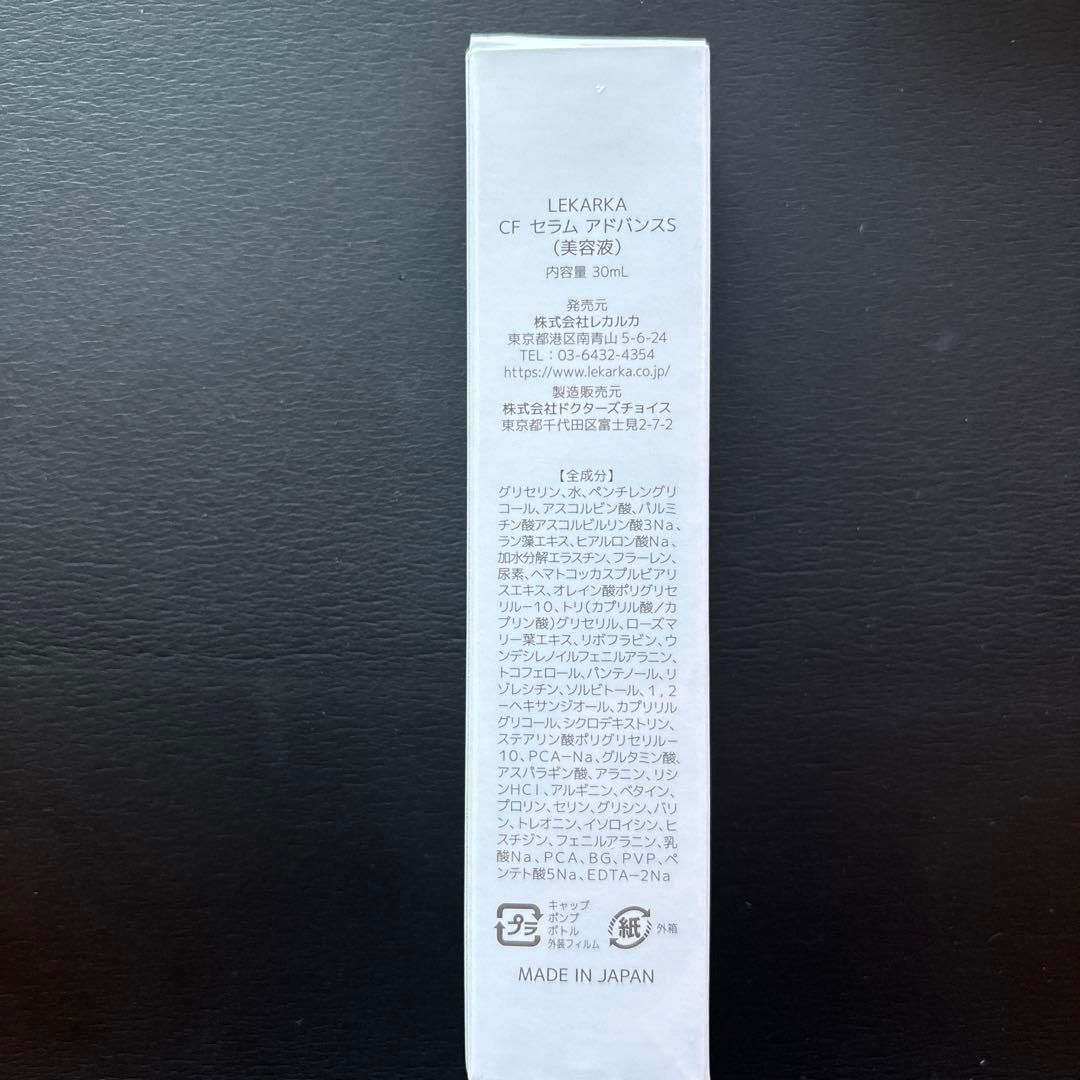 LEKARKA
CF セラム アドバンスS
（美容液）
内容量 30mL
発売元
株式会社レカルカ
東京都港区南青山 5-6-24
TEL：03-6432-4354
https://www.lekarka.co.jp/
製造販売元
株式会社ドクターズチョイス
東京都千代田区富士見2-7-2
【全成分】
グリセリン、水、ペンチレングリ
コール、アスコルビン酸、パルミ
チン酸アスコルビルリン酸3Na、
ラン藻エキス、ヒアルロン酸Na、
加水分解エラスチン、フラーレン、
尿素、ヘマトコッカスプルビアリ
スエキス、オレイン酸ポリグリセ
リル－10、トリ（カプリル酸／カ
プリン酸）グリセリル、ローズマ
リー葉エキス、リボフラビン、ウ
ンデシレノイルフェニルアラニン、
トコフェロール、パンテノール、リ
ゾレシチン、ソルビトール、1，2
－ヘキサンジオール、カプリリル
グリコール、シクロデキストリン、
ステアリン酸ポリグリセリル－
10、PCA－Na、グルタミン酸、
アスパラギン酸、アラニン、リシ
ンHCl、アルギニン、ベタイン、
プロリン、セリン、グリシン、バリ
ン、トレオニン、イソロイシン、ヒ
スチジン、フェニルアラニン、乳
酸Na、PCA、BG、PVP、ペ
ンテト酸5Na、EDTA－2Na
プラ
キャップ
ポンプ
ボトル
外装フィルム
紙
外箱
MADE IN JAPAN